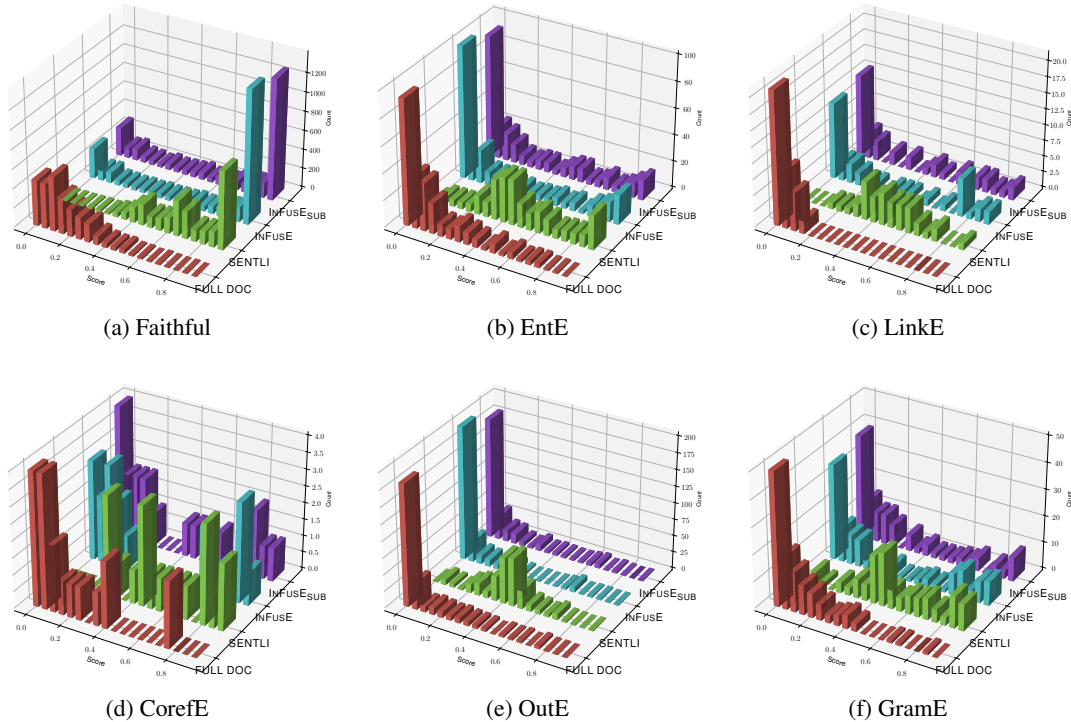 1200
1000
800
600
400
200
0
Count
0.0
0.2
0.4
0.6
0.8
Score
INFUSE_SUB
INFUSE
SENTLI
FULL DOC
(a) Faithful
100
80
60
40
20
0
Count
0.0
0.2
0.4
0.6
0.8
Score
INFUSE_SUB
INFUSE
SENTLI
FULL DOC
(b) EntE
20.0
17.5
15.0
12.5
10.0
7.5
5.0
2.5
0.0
Count
0.0
0.2
0.4
0.6
0.8
Score
INFUSE_SUB
INFUSE
SENTLI
FULL DOC
(c) LinkE
4.0
3.5
3.0
2.5
2.0
1.5
1.0
0.5
0.0
Count
0.0
0.2
0.4
0.6
0.8
Score
INFUSE_SUB
INFUSE
SENTLI
FULL DOC
(d) CorefE
200
175
150
125
100
75
50
25
0
Count
0.0
0.2
0.4
0.6
0.8
Score
INFUSE_SUB
INFUSE
SENTLI
FULL DOC
(e) OutE
50
40
30
20
10
0
Count
0.0
0.2
0.4
0.6
0.8
Score
INFUSE_SUB
INFUSE
SENTLI
FULL DOC
(f) GramE